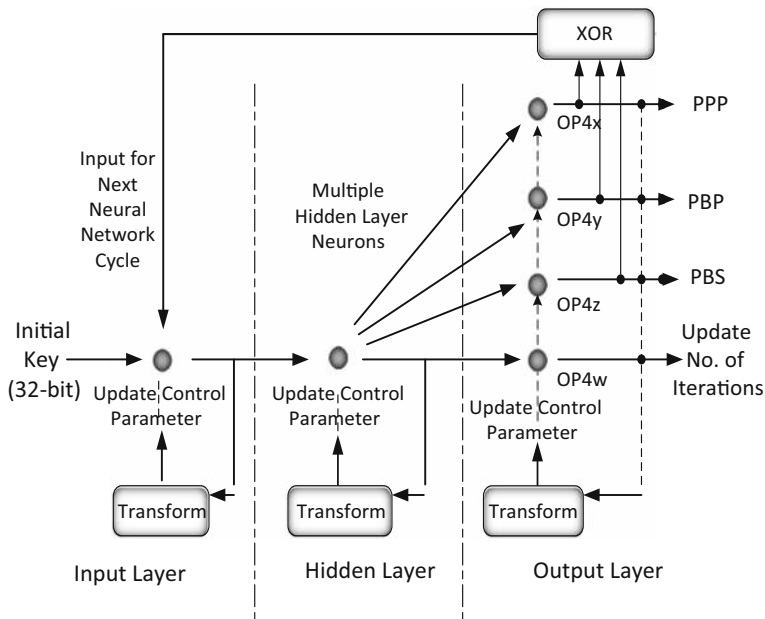 XOR
OP4x
PPP
Input for
Next
Neural
Network
Cycle
Multiple
Hidden Layer
Neurons
OP4y
PBP
OP4z
PBS
Initial
Key
(32-bit)
Update Control
Parameter
Update Control
Parameter
OP4w
Update Control
Parameter
Update
No. of
Iterations
Transform
Transform
Transform
Input Layer
Hidden Layer
Output Layer